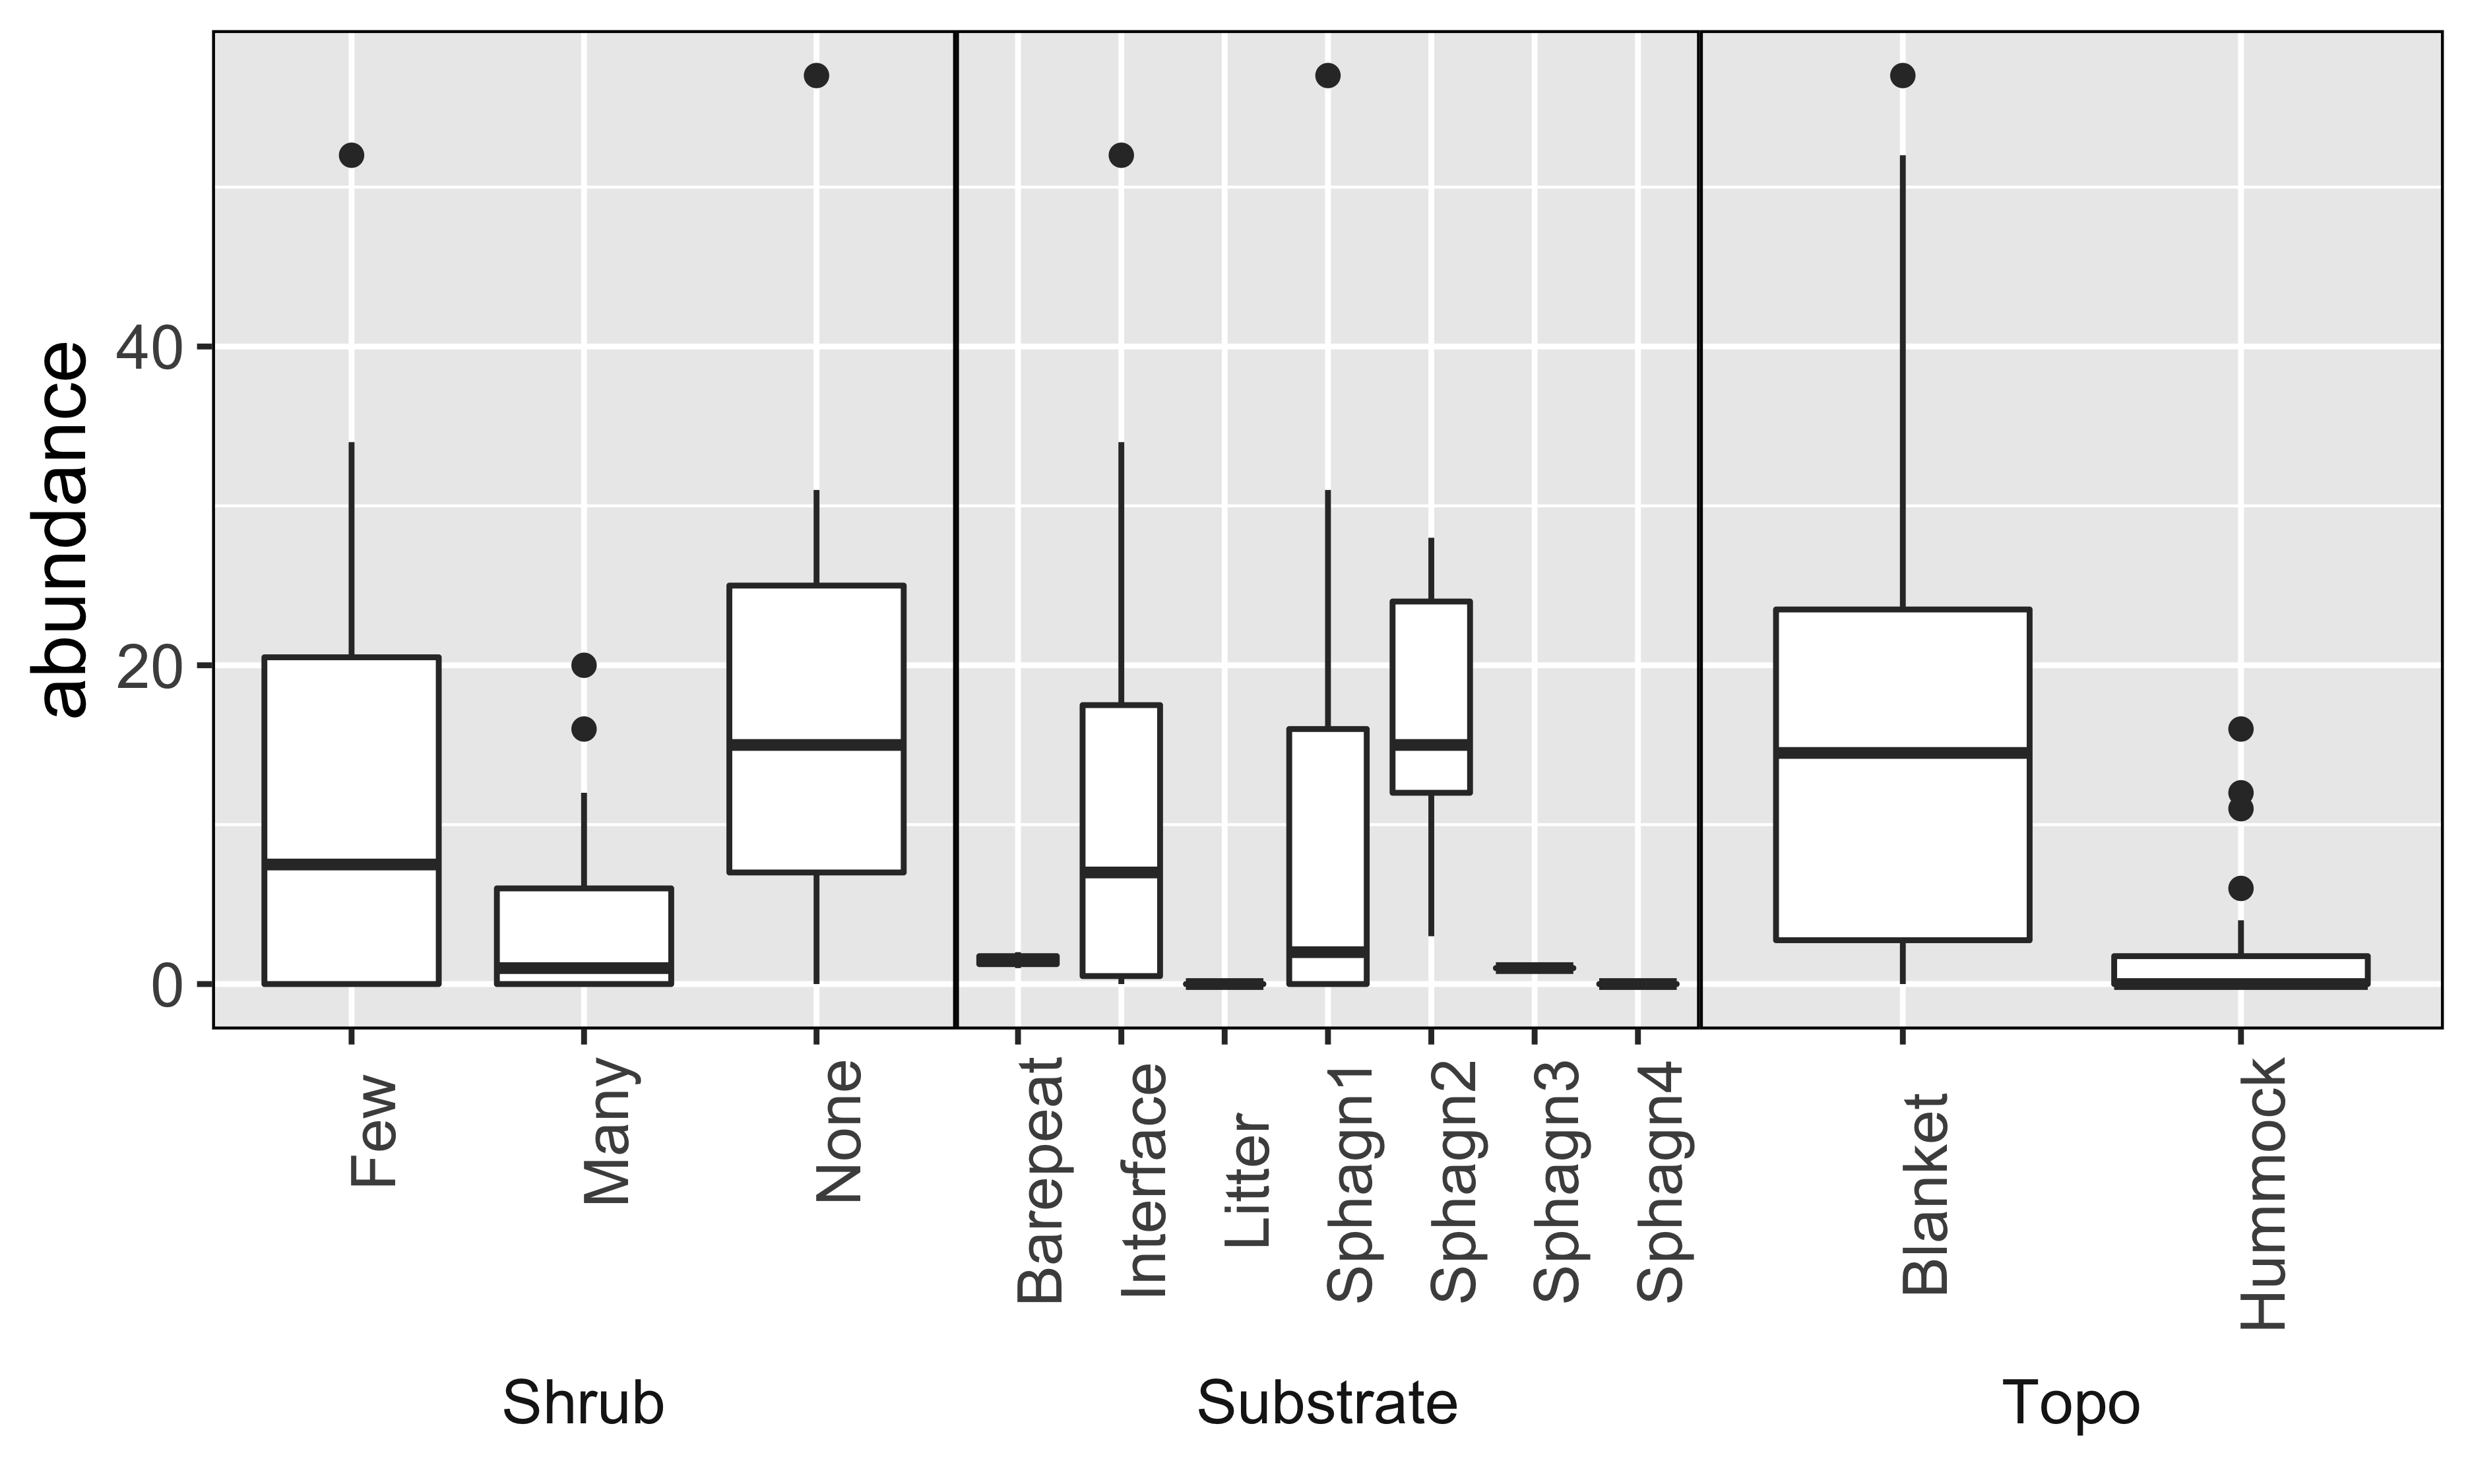 abundance
40
20
0
Few
Many
None
Barepeat
Interface
Litter
Sphagn1
Sphagn2
Sphagn3
Sphagn4
Blanket
Hummock
Shrub
Substrate
Topo